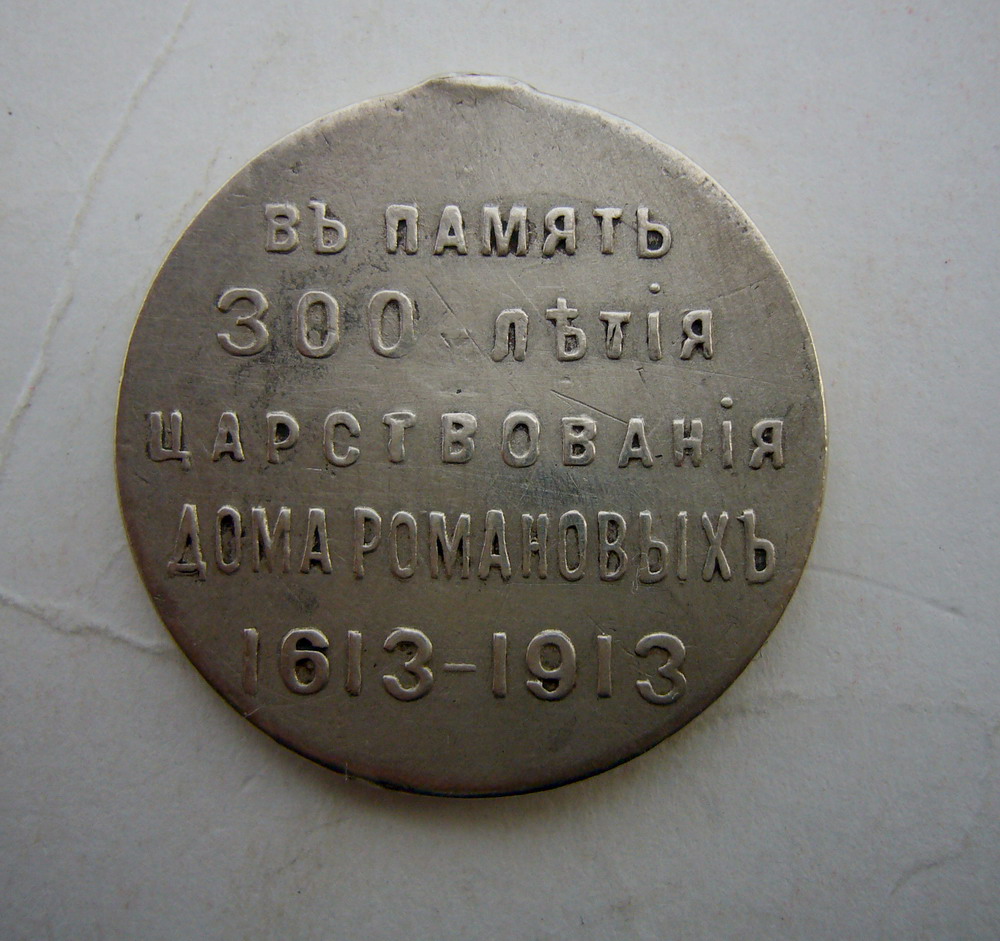 ВЪ ПАМЯТЬ
300 лѣтія
ЦАРСТВОВАНІЯ
ДОМА РОМАНОВЫХЪ
1613-1913